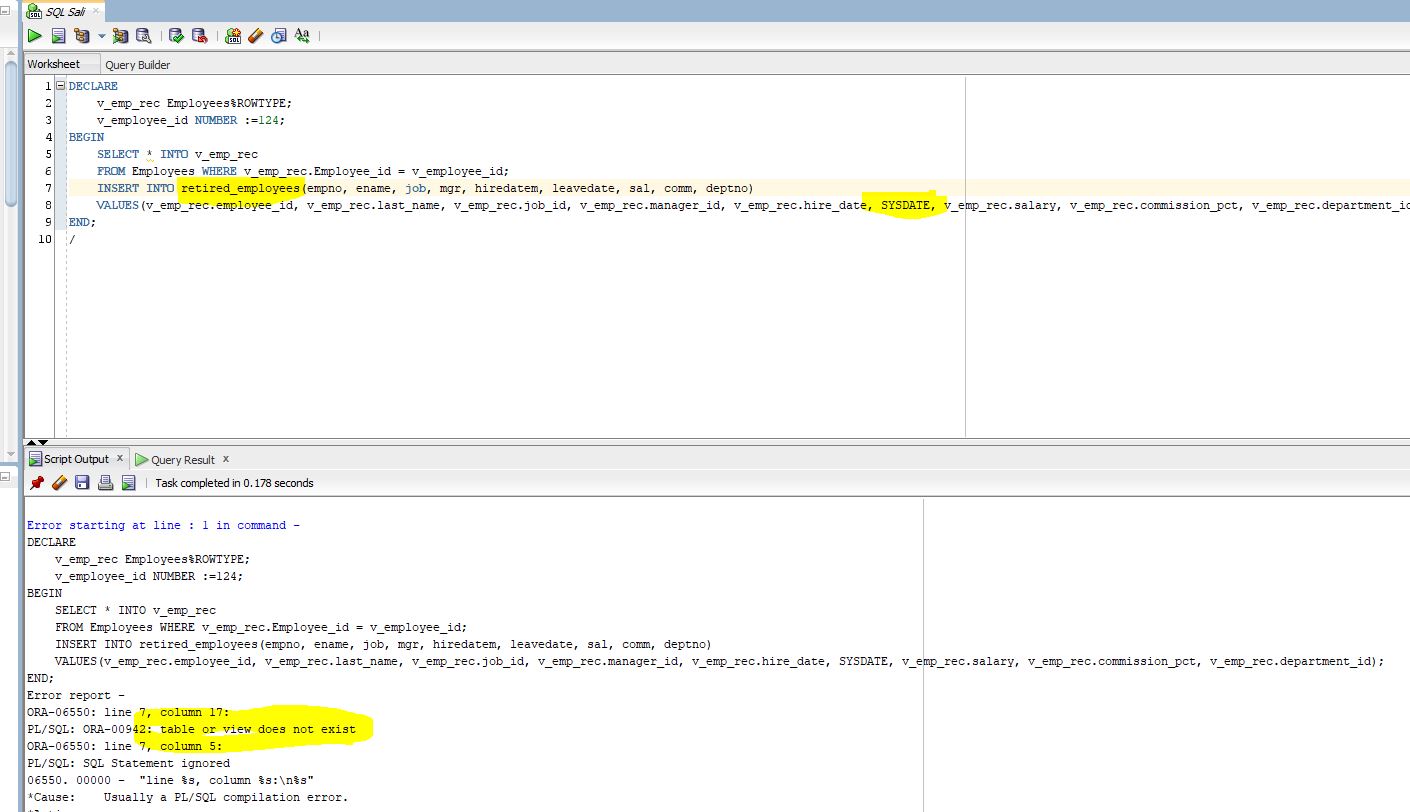 SQL Sali
Worksheet Query Builder
1 DECLARE
2 v_emp_rec Employees%ROWTYPE;
3 v_employee_id NUMBER :=124;
4 BEGIN
5 SELECT * INTO v_emp_rec
6 FROM Employees WHERE v_emp_rec.Employee_id = v_employee_id;
7 INSERT INTO retired_employees(empno, ename, job, mgr, hiredatem, leavedate, sal, comm, deptno)
8 VALUES(v_emp_rec.employee_id, v_emp_rec.last_name, v_emp_rec.job_id, v_emp_rec.manager_id, v_emp_rec.hire_date, SYSDATE, v_emp_rec.salary, v_emp_rec.commission_pct, v_emp_rec.department_id
9 END;
10 /
Script Output x Query Result x
Task completed in 0.178 seconds
Error starting at line : 1 in command -
DECLARE
v_emp_rec Employees%ROWTYPE;
v_employee_id NUMBER :=124;
BEGIN
SELECT * INTO v_emp_rec
FROM Employees WHERE v_emp_rec.Employee_id = v_employee_id;
INSERT INTO retired_employees(empno, ename, job, mgr, hiredatem, leavedate, sal, comm, deptno)
VALUES(v_emp_rec.employee_id, v_emp_rec.last_name, v_emp_rec.job_id, v_emp_rec.manager_id, v_emp_rec.hire_date, SYSDATE, v_emp_rec.salary, v_emp_rec.commission_pct, v_emp_rec.department_id);
END;
Error report -
ORA-06550: line 7, column 17:
PL/SQL: ORA-00942: table or view does not exist
ORA-06550: line 7, column 5:
PL/SQL: SQL Statement ignored
06550. 00000 - "line %s, column %s:\n%s"
*Cause: Usually a PL/SQL compilation error.